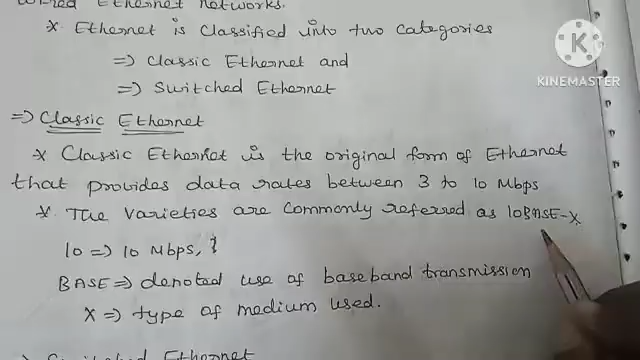 Ethernet Networks.
* Ethernet is Classified into two Categories
=> Classic Ethernet and
=> Switched Ethernet
K
KINEMASTER
=> Classic Ethernet
* Classic Ethernet is the original form of Ethernet
that provides data rates between 3 to 10 Mbps
* The Varieties are Commonly referred as 10BASE-X
10 => 10 Mbps,
BASE => denoted use of baseband transmission
X => type of medium used.
Ethernet